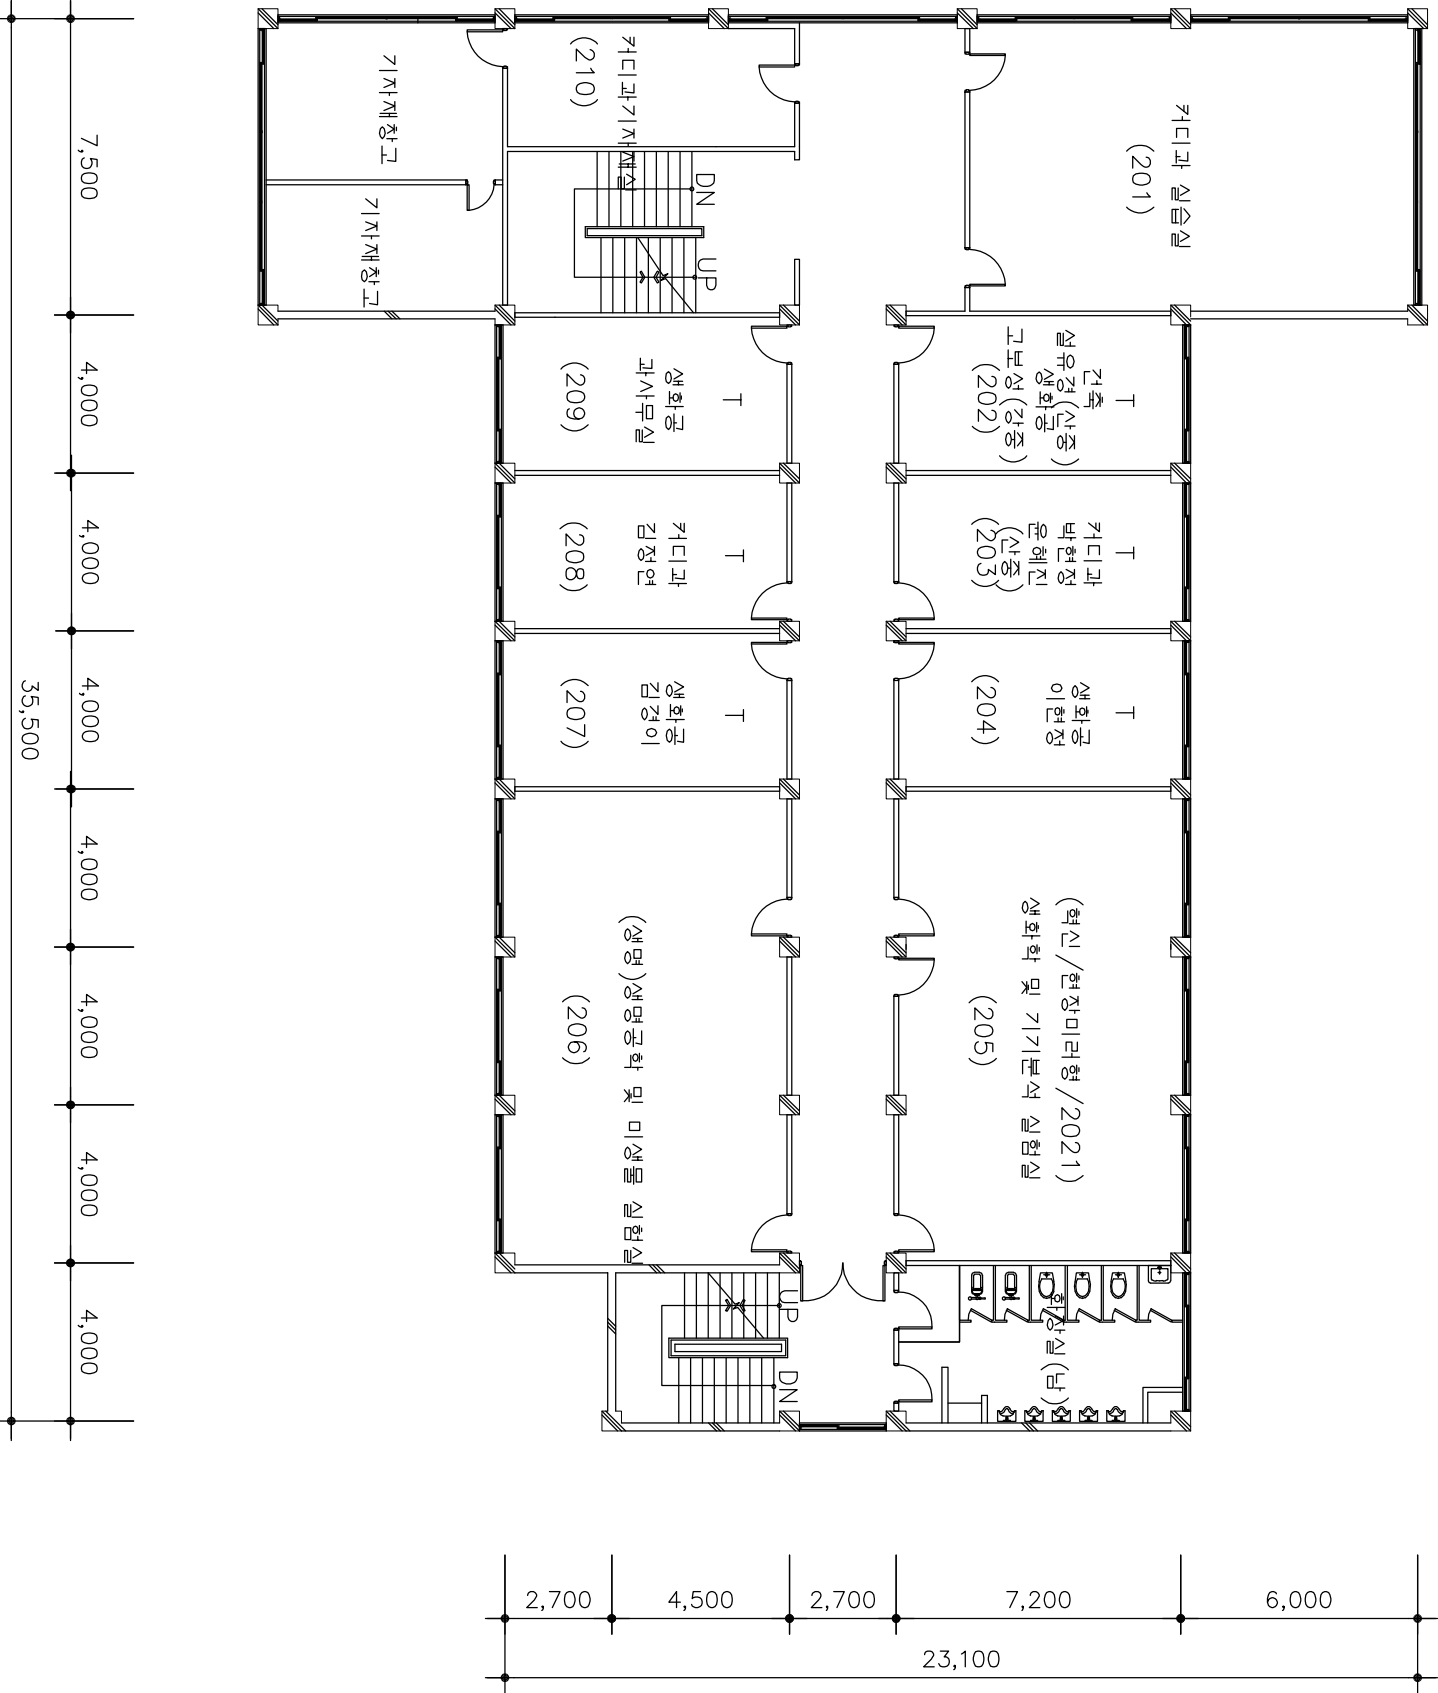 기자재창고
기자재창고
커디과기자재실
(210)
DN
UP
커디과 실습실
(201)
T
생화공
과사무실
(209)
T
건축
설유경(산중)
생화공
고보성(강중)
(202)
T
커디과
김정연
(208)
T
커디과
박현정
윤혜진
(산중)
(203)
T
생화공
김경이
(207)
T
생화공
이현정
(204)
(생명)생명공학 및 미생물 실험실
(206)
(혁신/현장미러형/2021)
생화학 및 기기분석 실험실
(205)
UP
DN
화장실(남)
7,500
4,000
4,000
4,000
4,000
4,000
4,000
4,000
35,500
2,700
4,500
2,700
7,200
6,000
23,100